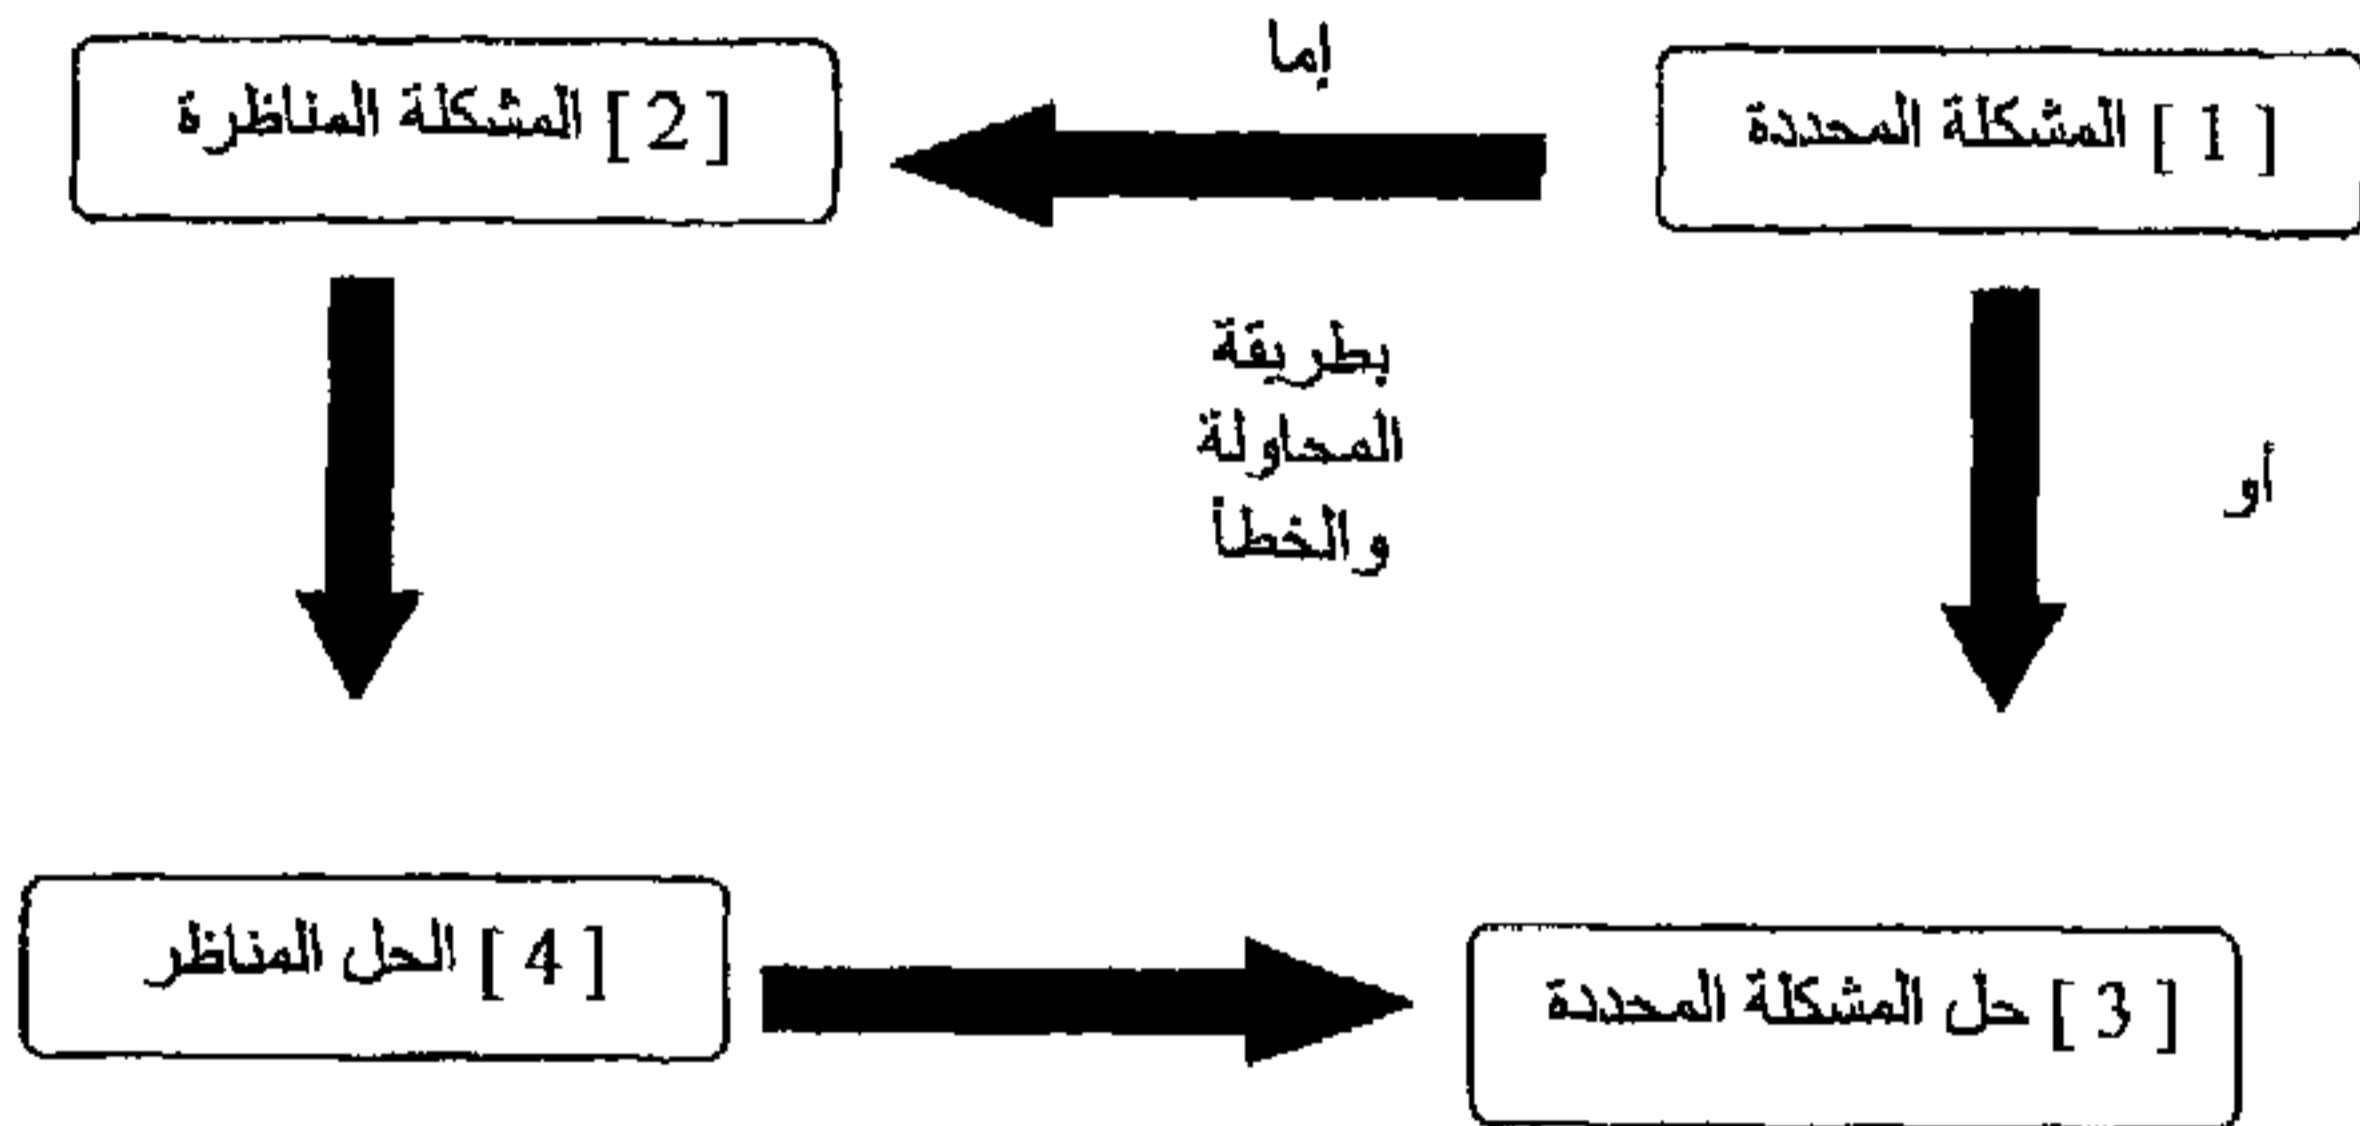 إما
[ 1 ] المشكلة المحددة
[ 2 ] المشكلة المناظرة
بطريقة
المحاولة
والخطأ
أو
[ 4 ] الحل المناظر
[ 3 ] حل المشكلة المحددة